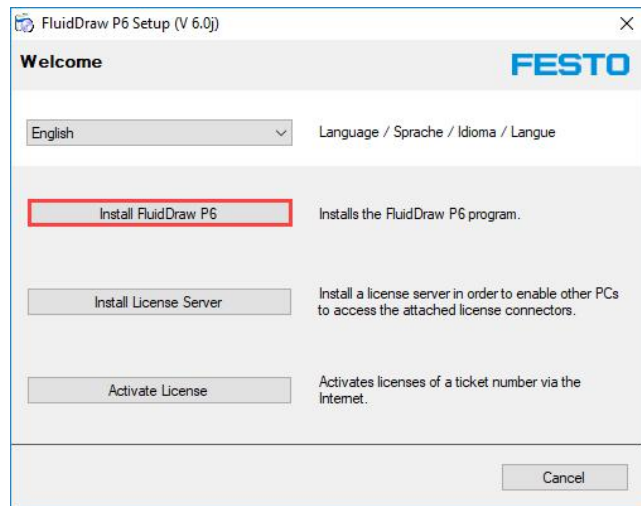 FluidDraw P6 Setup (V 6.0j)
Welcome
FESTO
English
Language / Sprache / Idioma / Langue
Install FluidDraw P6
Installs the FluidDraw P6 program.
Install License Server
Install a license server in order to enable other PCs
to access the attached license connectors.
Activate License
Activates licenses of a ticket number via the
Internet.
Cancel